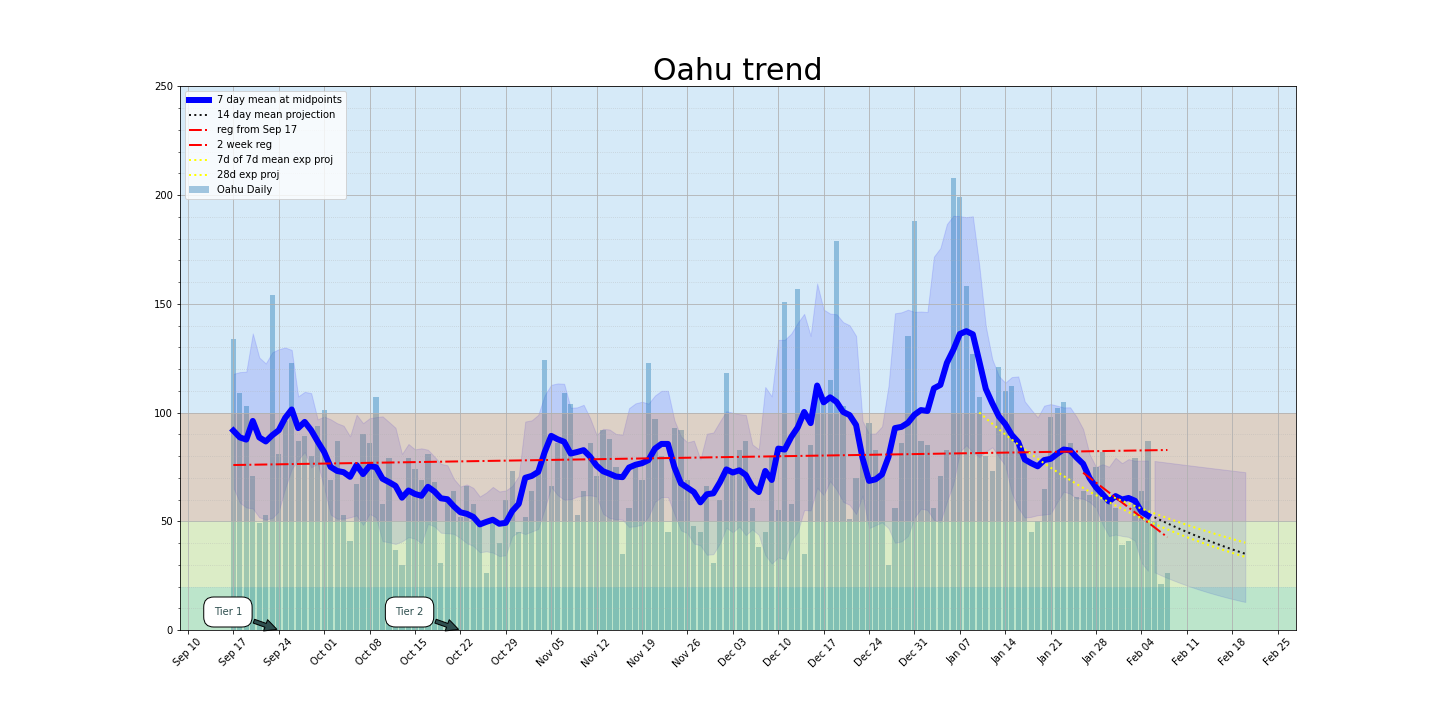 Oahu trend
250
200
150
100
50
0
7 day mean at midpoints
14 day mean projection
reg from Sep 17
2 week reg
7d of 7d mean exp proj
28d exp proj
Oahu Daily
Tier 1
Tier 2
Sep 10
Sep 17
Sep 24
Oct 01
Oct 08
Oct 15
Oct 22
Oct 29
Nov 05
Nov 12
Nov 19
Nov 26
Dec 03
Dec 10
Dec 17
Dec 24
Dec 31
Jan 07
Jan 14
Jan 21
Jan 28
Feb 04
Feb 11
Feb 18
Feb 25